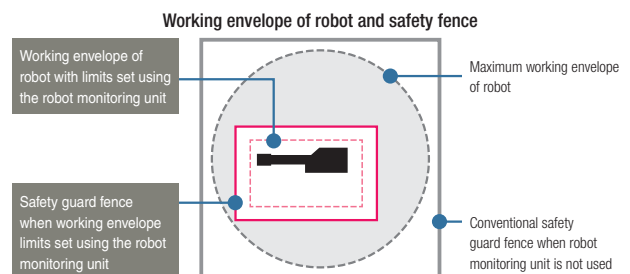 Working envelope of robot and safety fence
Working envelope of
robot with limits set using
the robot monitoring unit
Maximum working envelope
of robot
Safety guard fence
when working envelope
limits set using the robot
monitoring unit
Conventional safety
guard fence when robot
monitoring unit is not used